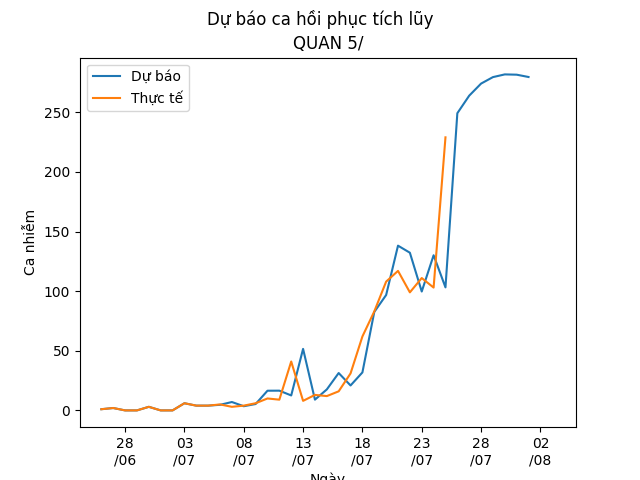 Dự báo ca hồi phục tích lũy
QUAN 5/
Dự báo
Thực tế
Ca nhiễm
250
200
150
100
50
0
28 03 08 13 18 23 28 02
/06 /07 /07 /07 /07 /07 /07 /08
Ngày